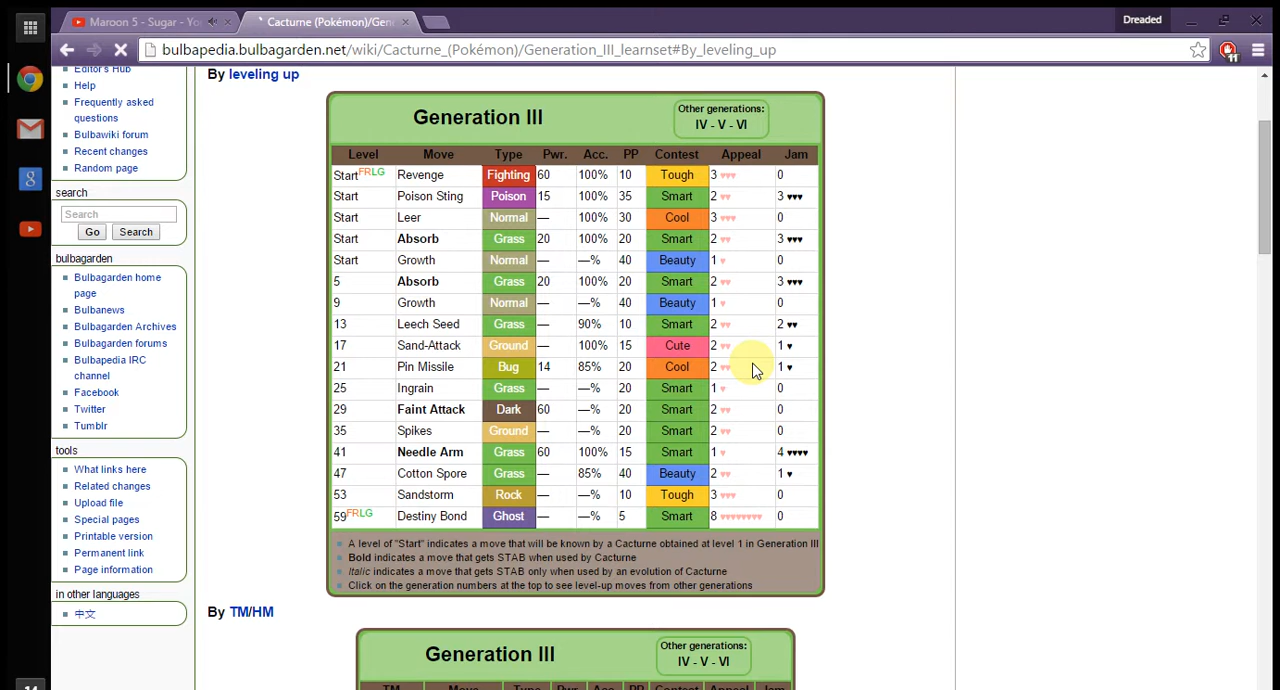 Maroon 5 - Sugar - Yo
Cacturne (Pokémon)/Gen
Dreaded
bulbapedia.bulbagarden.net/wiki/Cacturne_(Pokémon)/Generation_III_learnset#By_leveling_up
11
Editor's Hub
Help
Frequently asked
questions
Bulbawiki forum
Recent changes
Random page
search
Search
Go Search
bulbagarden
Bulbagarden home
page
Bulbanews
Bulbagarden Archives
Bulbagarden forums
Bulbapedia IRC
channel
Facebook
Twitter
Tumblr
tools
What links here
Related changes
Upload file
Special pages
Printable version
Permanent link
Page information
in other languages
中文
By leveling up
Generation III
Other generations:
IV - V - VI
Level Move Type Pwr. Acc. PP Contest Appeal Jam
Start FRLG Revenge Fighting 60 100% 10 Tough 3 ♥♥♥ 0
Start Poison Sting Poison 15 100% 35 Smart 2 ♥♥ 3 ♥♥♥
Start Leer Normal — 100% 30 Cool 3 ♥♥♥ 0
Start Absorb Grass 20 100% 20 Smart 2 ♥♥ 3 ♥♥♥
Start Growth Normal — —% 40 Beauty 1 ♥ 0
5 Absorb Grass 20 100% 20 Smart 2 ♥♥ 3 ♥♥♥
9 Growth Normal — —% 40 Beauty 1 ♥ 0
13 Leech Seed Grass — 90% 10 Smart 2 ♥♥ 2 ♥♥
17 Sand-Attack Ground — 100% 15 Cute 2 ♥♥ 1 ♥
21 Pin Missile Bug 14 85% 20 Cool 2 ♥♥ 1 ♥
25 Ingrain Grass — —% 20 Smart 1 ♥ 0
29 Faint Attack Dark 60 —% 20 Smart 2 ♥♥ 0
35 Spikes Ground — —% 20 Smart 2 ♥♥ 0
41 Needle Arm Grass 60 100% 15 Smart 1 ♥ 4 ♥♥♥♥
47 Cotton Spore Grass — 85% 40 Beauty 2 ♥♥ 1 ♥
53 Sandstorm Rock — —% 10 Tough 3 ♥♥♥ 0
59 FRLG Destiny Bond Ghost — —% 5 Smart 8 ♥♥♥♥♥♥♥♥ 0
A level of "Start" indicates a move that will be known by a Cacturne obtained at level 1 in Generation III
Bold indicates a move that gets STAB when used by Cacturne
Italic indicates a move that gets STAB only when used by an evolution of Cacturne
Click on the generation numbers at the top to see level-up moves from other generations
By TM/HM
Generation III
Other generations:
IV - V - VI
TM Move Type Pwr. Acc. PP Contest Appeal Jam